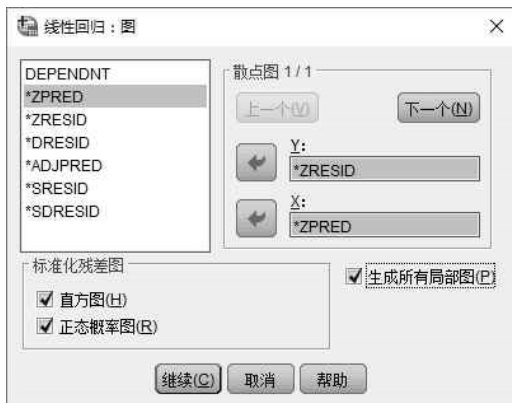 线性回归：图
DEPENDNT
*ZPRED
*ZRESID
*DRESID
*ADJPRED
*SRESID
*SDRESID
散点图 1 / 1
上一个(V)
下一个(N)
Y:
*ZRESID
X:
*ZPRED
标准化残差图
直方图(H)
正态概率图(R)
生成所有局部图(P)
继续(C)
取消
帮助